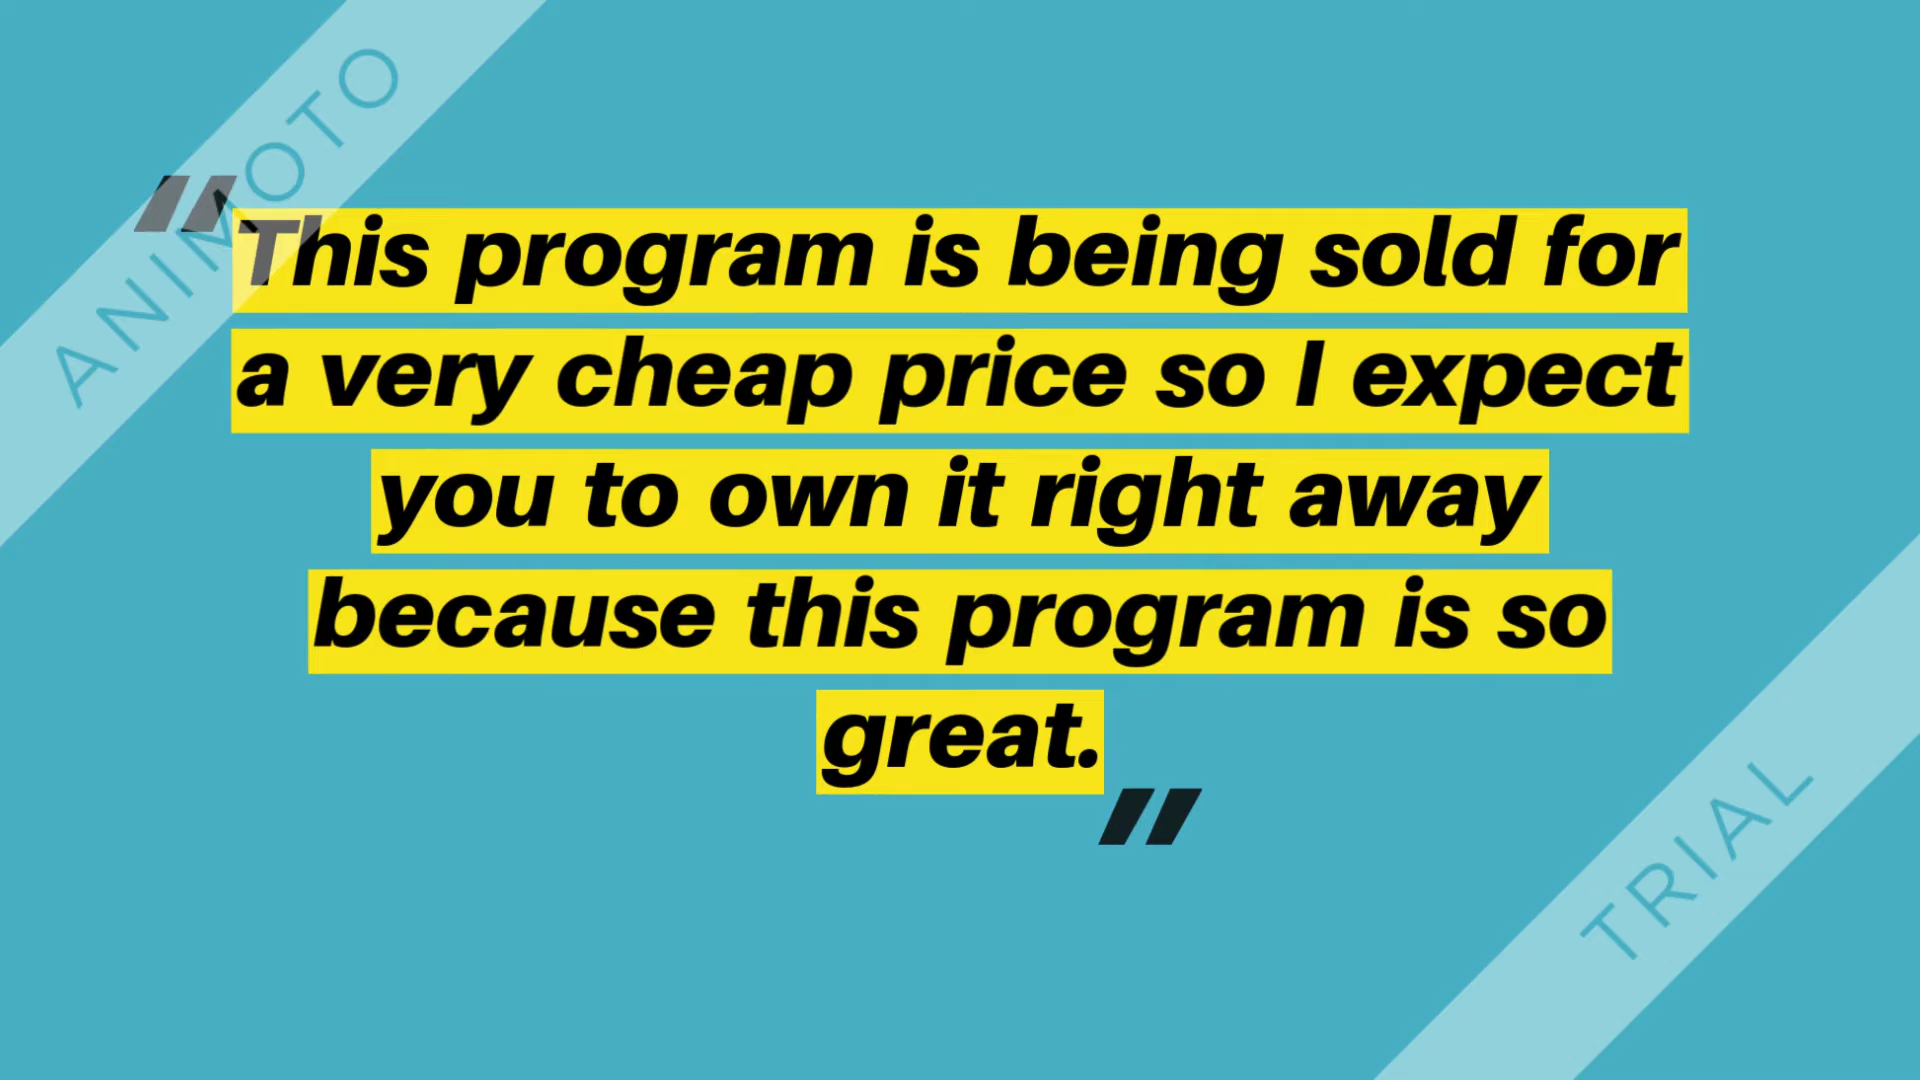 ANIMOTO
"This program is being sold for
a very cheap price so I expect
you to own it right away
because this program is so
great."
TRIAL